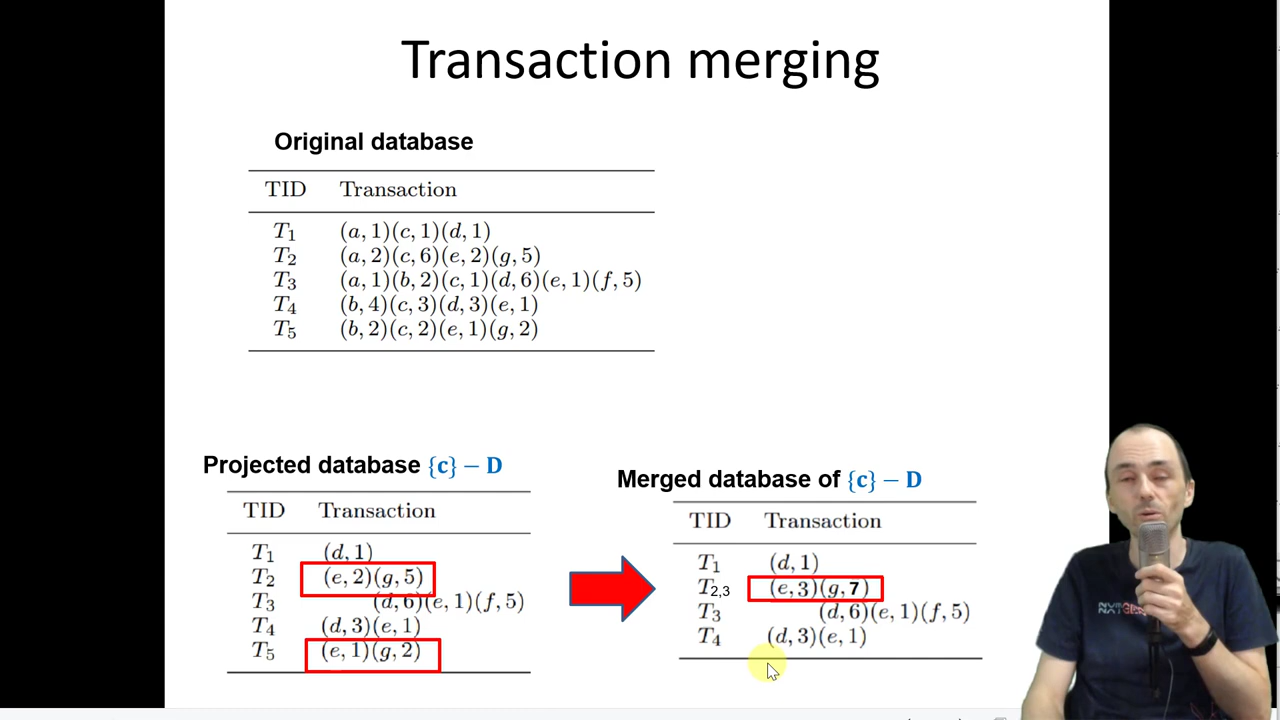 Transaction merging
Original database
TID Transaction
T1 (a, 1)(c, 1)(d, 1)
T2 (a, 2)(c, 6)(e, 2)(g, 5)
T3 (a, 1)(b, 2)(c, 1)(d, 6)(e, 1)(f, 5)
T4 (b, 4)(c, 3)(d, 3)(e, 1)
T5 (b, 2)(c, 2)(e, 1)(g, 2)
Projected database {c} – D
TID Transaction
T1 (d, 1)
T2 (e, 2)(g, 5)
T3 (d, 6)(e, 1)(f, 5)
T4 (d, 3)(e, 1)
T5 (e, 1)(g, 2)
Merged database of {c} – D
TID Transaction
T1 (d, 1)
T2,3 (e, 3)(g, 7)
T3 (d, 6)(e, 1)(f, 5)
T4 (d, 3)(e, 1)